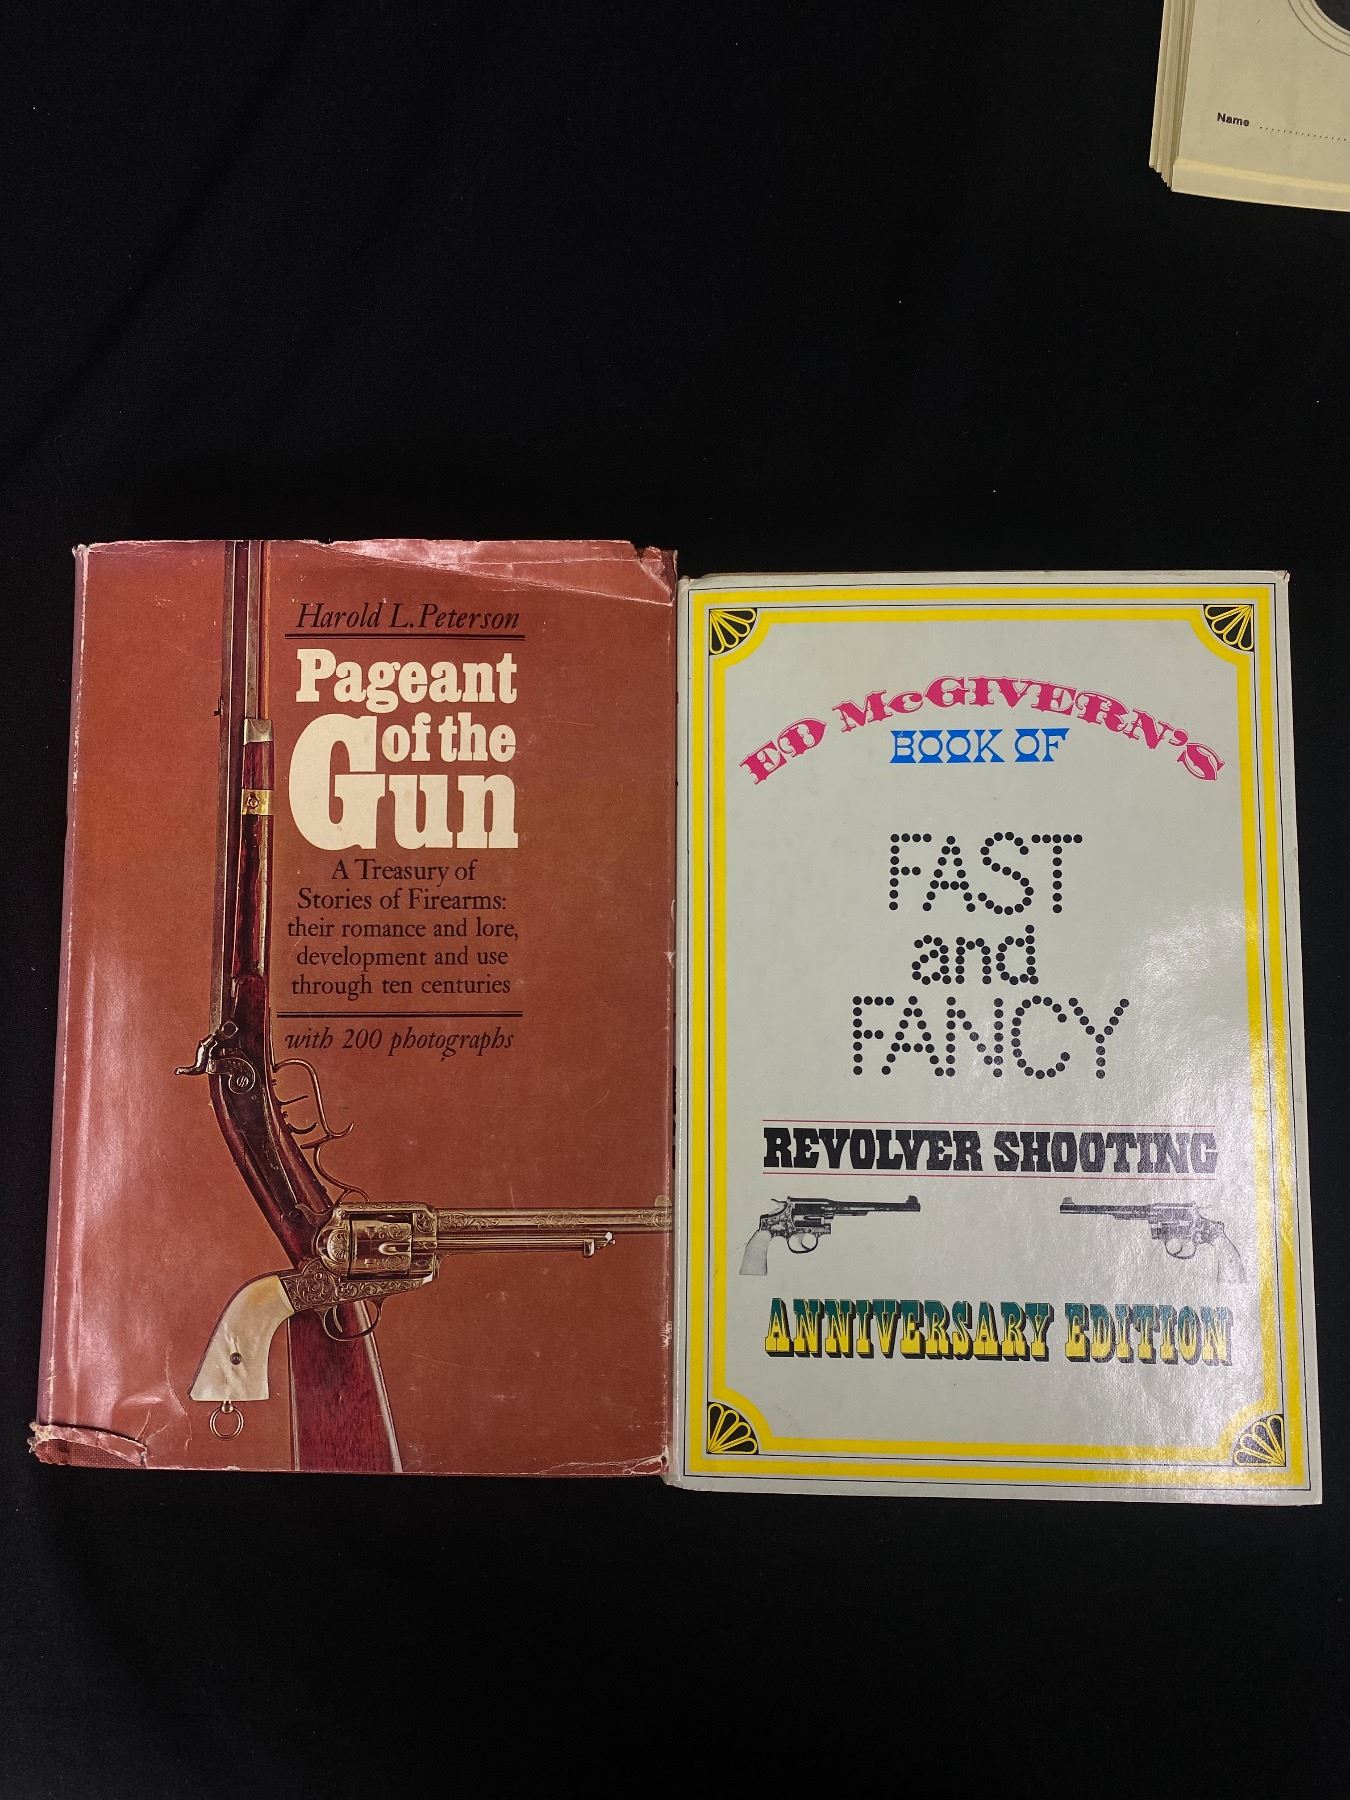 Name
Harold L. Peterson
Pageant
of the
Gun
A Treasury of
Stories of Firearms:
their romance and lore,
development and use
through ten centuries
with 200 photographs
ED McGIVERN'S
BOOK OF
FAST
and
FANCY
REVOLVER SHOOTING
ANNIVERSARY EDITION